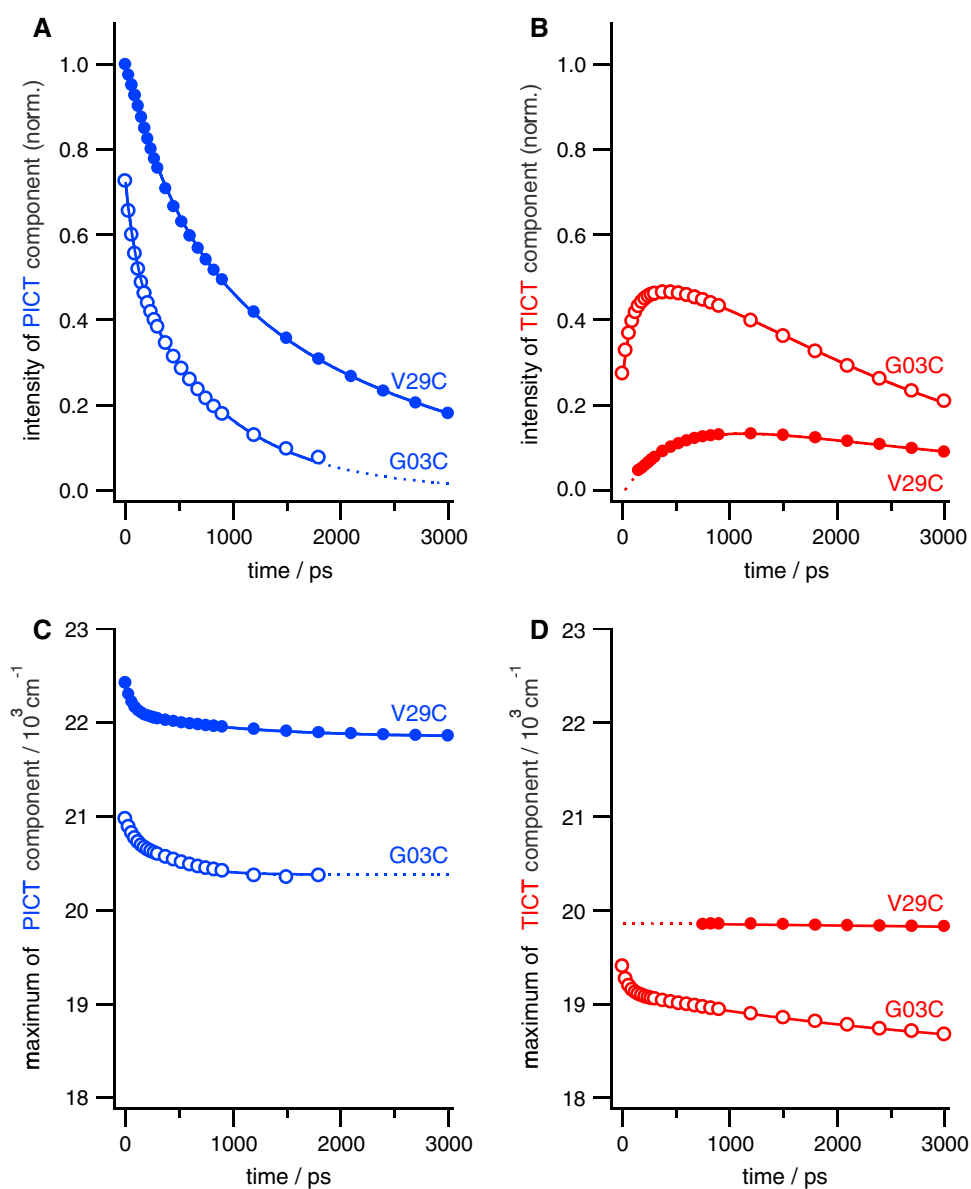 A
intensity of PICT component (norm.)
1.0
0.8
0.6
0.4
0.2
0.0
V29C
G03C
0
1000
2000
3000
time / ps
B
intensity of TICT component (norm.)
1.0
0.8
0.6
0.4
0.2
0.0
G03C
V29C
0
1000
2000
3000
time / ps
C
maximum of PICT component / 10³ cm⁻¹
23
22
21
20
19
18
V29C
G03C
0
1000
2000
3000
time / ps
D
maximum of TICT component / 10³ cm⁻¹
23
22
21
20
19
18
V29C
G03C
0
1000
2000
3000
time / ps